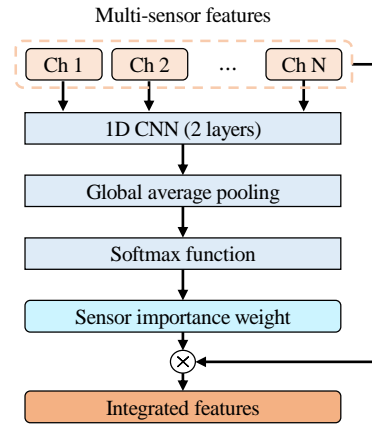 Multi-sensor features
Ch 1 Ch 2 ... Ch N
1D CNN (2 layers)
Global average pooling
Softmax function
Sensor importance weight
×
Integrated features